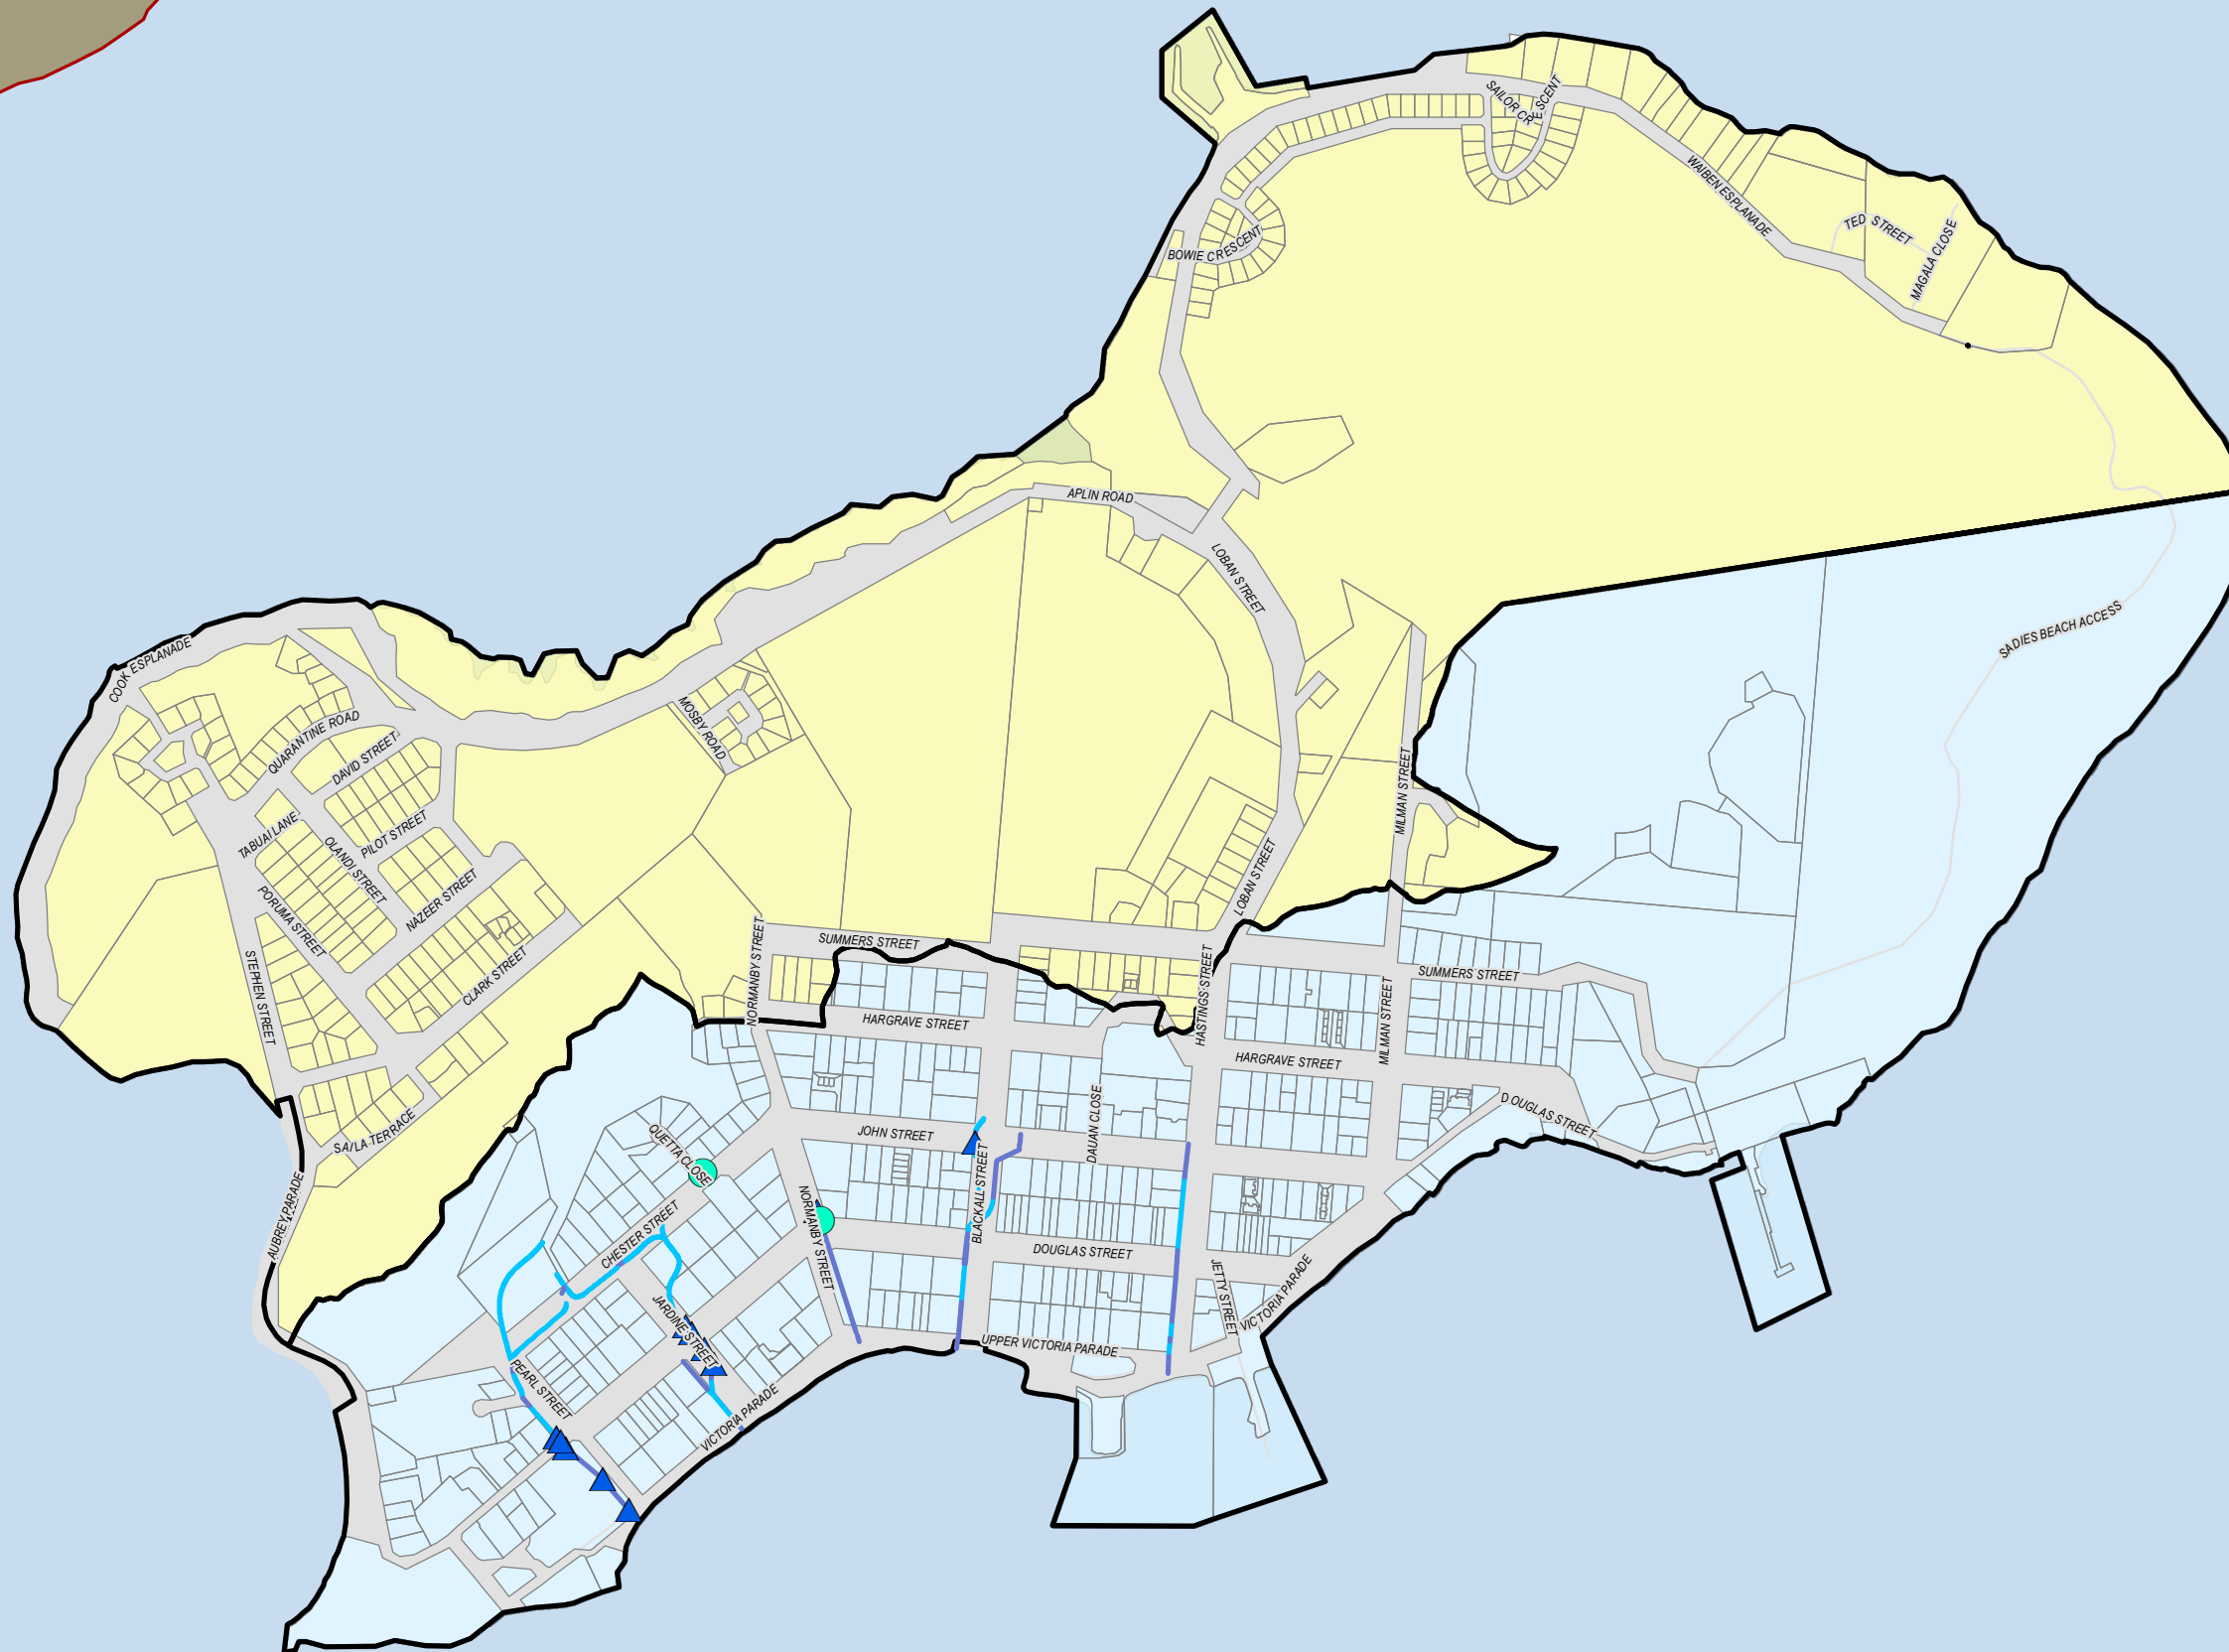 SAILOR CRESCENT
WAIBEN ESPLANADE
TED STREET
MAGALA CLOSE
BOWIE CRESCENT
APLIN ROAD
LOBAN STREET
SADIES BEACH ACCESS
COOK ESPLANADE
QUARANTINE ROAD
DAVID STREET
MOSBY ROAD
MILMAN STREET
TABUAI LANE
OLANDI STREET
PILOT STREET
PORUMA STREET
NAZEER STREET
LOBAN STREET
STEPHEN STREET
CLARK STREET
NORMANBY STREET
SUMMERS STREET
HASTINGS STREET
SUMMERS STREET
MILMAN STREET
HARGRAVE STREET
HARGRAVE STREET
SAILA TERRACE
QUETTA CLOSE
JOHN STREET
DAUAN CLOSE
DOUGLAS STREET
AUBREY PARADE
CHESTER STREET
NORMANBY STREET
BLACKALL STREET
DOUGLAS STREET
JETTY STREET
VICTORIA PARADE
JARDINE STREET
UPPER VICTORIA PARADE
PEARL STREET
VICTORIA PARADE